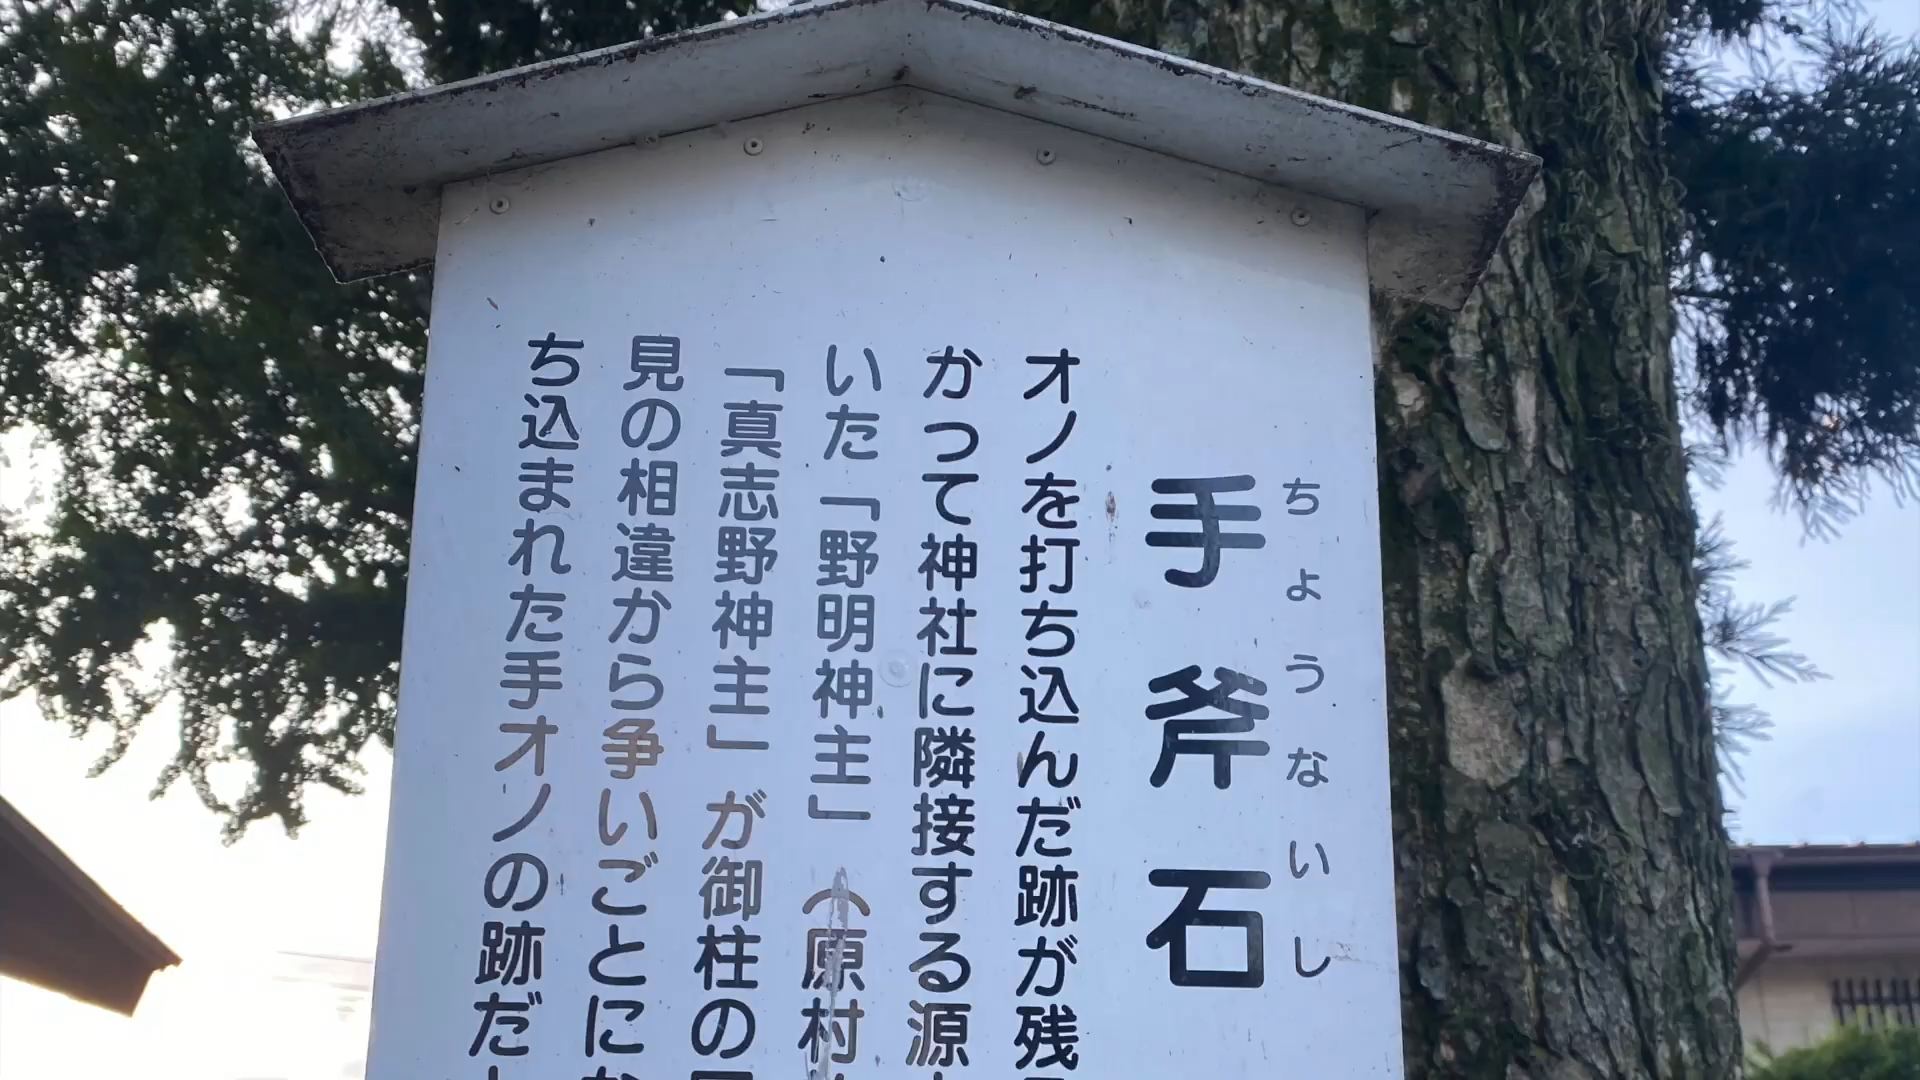 ちょうないし
手斧石
オノを打ち込んだ跡が残
かつて神社に隣接する源
いた「野明神主」（原村
「真志野神主」が御柱の
見の相違から争いごとに
ち込まれた手オノの跡だ